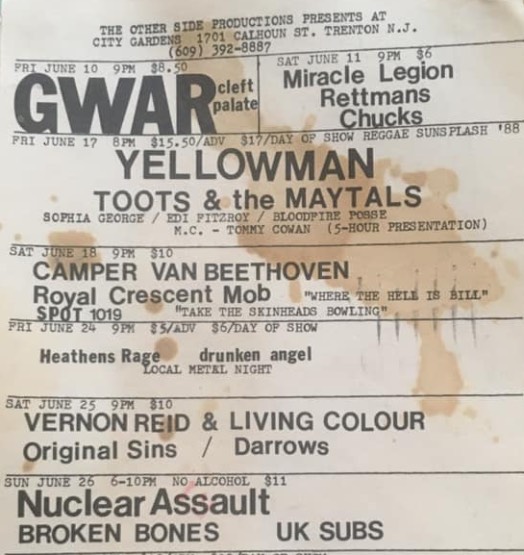 THE OTHER SIDE PRODUCTIONS PRESENTS AT
CITY GARDENS 1701 CALHOUN ST. TRENTON N.J.
(609) 392-8887
FRI JUNE 10 9PM $8.50
GWAR cleft palate
SAT JUNE 11 9PM $6
Miracle Legion
Rettmans
Chucks
FRI JUNE 17 8PM $15.50/ADV $17/DAY OF SHOW REGGAE SUNSPLASH '88
YELLOWMAN
TOOTS & the MAYTALS
SOPHIA GEORGE / EDI FITZROY / BLOODFIRE POSSE
M.C. - TOMMY COWAN (5-HOUR PRESENTATION)
SAT JUNE 18 9PM $10
CAMPER VAN BEETHOVEN
Royal Crescent Mob "WHERE THE HELL IS BILL"
SPOT 1019 "TAKE THE SKINHEADS BOWLING"
FRI JUNE 24 9PM $5/ADV $6/DAY OF SHOW
Heathens Rage drunken angel
LOCAL METAL NIGHT
SAT JUNE 25 9PM $10
VERNON REID & LIVING COLOUR
Original Sins / Darrows
SUN JUNE 26 6-10PM NO ALCOHOL $11
Nuclear Assault
BROKEN BONES UK SUBS